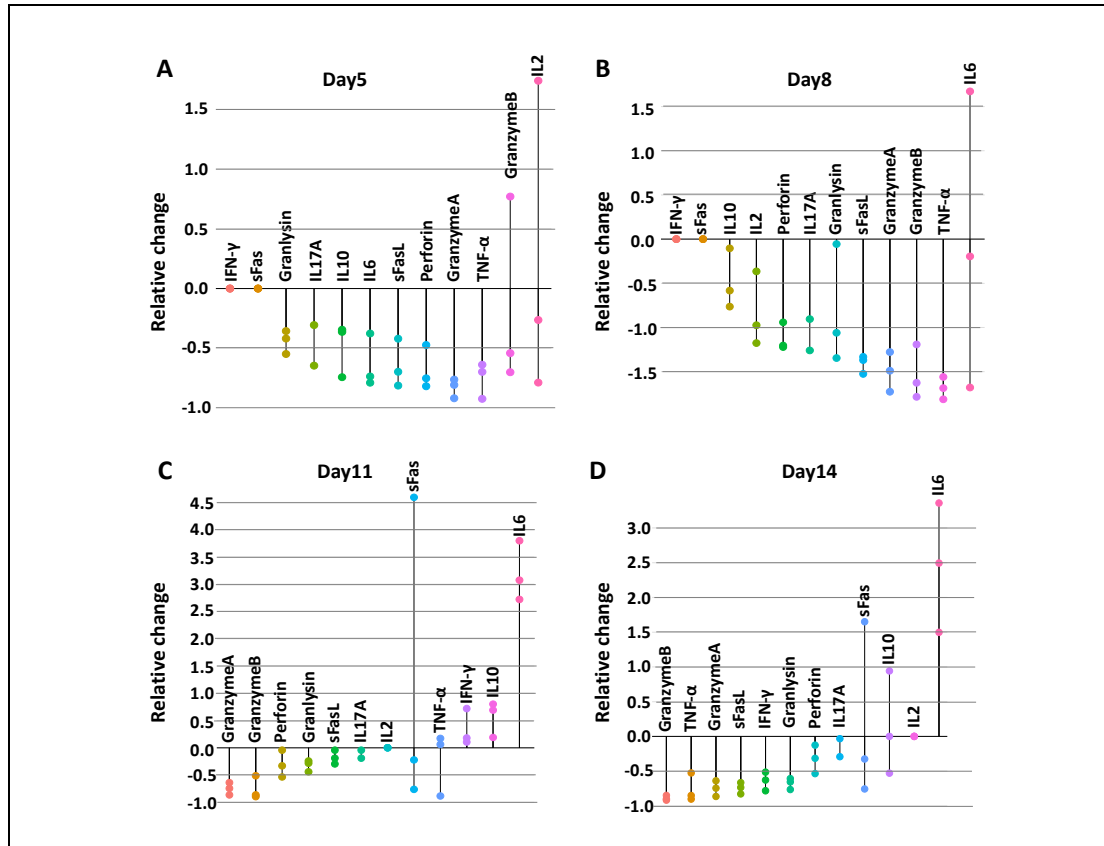 A
Day5
IL2
GranzymeB
1.5
1.0
0.5
0.0
-0.5
-1.0
Relative change
IFN-γ
sFas
Granlysin
IL17A
IL10
IL6
sFasL
Perforin
GranzymeA
TNF-α
B
Day8
IL6
1.5
1.0
0.5
0.0
-1.0
-1.5
Relative change
IFN-γ
sFas
IL10
IL2
Perforin
IL17A
Granlysin
sFasL
GranzymeA
GranzymeB
TNF-α
C
Day11
sFas
4.5
4.0
3.5
3.0
2.5
2.0
1.5
1.0
0.5
0.0
-0.5
-1.0
Relative change
GranzymeA
GranzymeB
Perforin
Granlysin
sFasL
IL17A
IL2
TNF-α
IFN-γ
IL10
IL6
D
Day14
IL6
3.0
2.5
2.0
1.5
1.0
0.5
0.0
-0.5
-1.0
Relative change
GranzymeB
TNF-α
GranzymeA
sFasL
IFN-γ
Granlysin
Perforin
IL17A
sFas
IL10
IL2